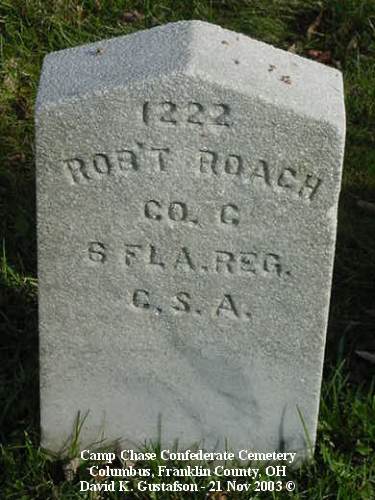 1222
ROB'T ROACH
CO. C
6 FLA. REG.
C.S.A.
Camp Chase Confederate Cemetery
Columbus, Franklin County, OH
David K. Gustafson - 21 Nov 2003 ©